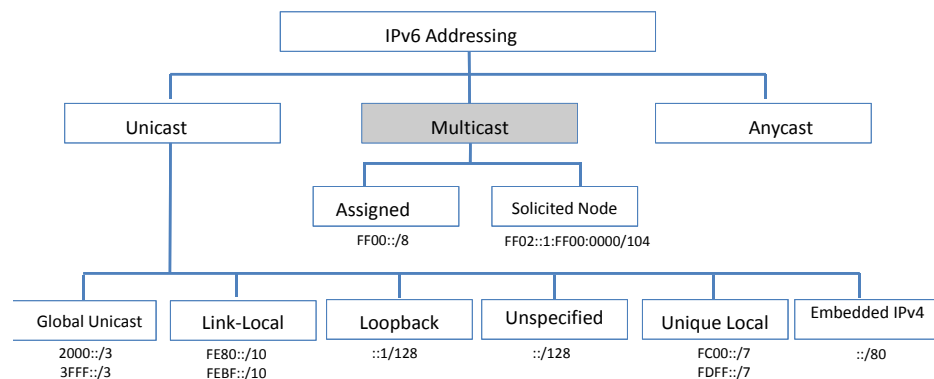 IPv6 Addressing
Unicast
Multicast
Anycast
Assigned
Solicited Node
FF00::/8
FF02::1:FF00:0000/104
Global Unicast
Link-Local
Loopback
Unspecified
Unique Local
Embedded IPv4
2000::/3
FE80::/10
::1/128
::/128
FC00::/7
::/80
3FFF::/3
FEBF::/10
FDFF::/7